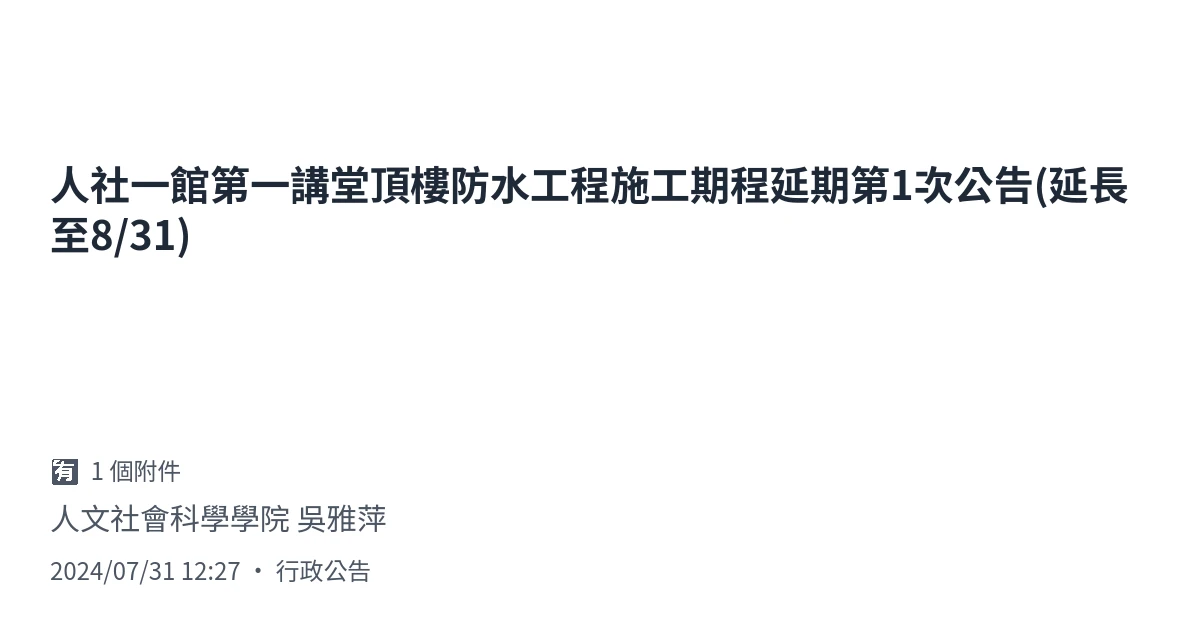 人社一館第一講堂頂樓防水工程施工期程延期第1次公告(延長
至8/31)
有 1 個附件
人文社會科學學院 吳雅萍
2024/07/31 12:27 • 行政公告